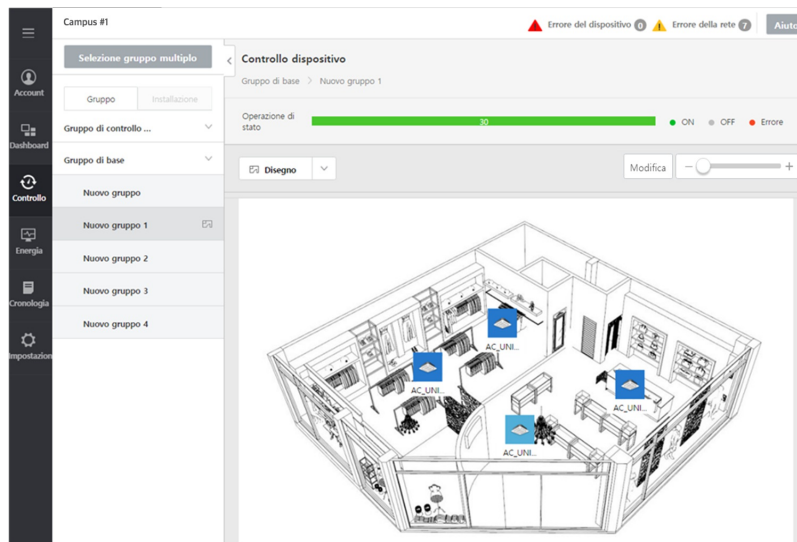 Campus #1
Errore del dispositivo 0
Errore della rete 7
Aiuto
Account
Dashboard
Controllo
Energia
Cronologia
Impostazion
Selezione gruppo multiplo
Gruppo
Installazione
Gruppo di controllo ...
Gruppo di base
Nuovo gruppo
Nuovo gruppo 1
Nuovo gruppo 2
Nuovo gruppo 3
Nuovo gruppo 4
Controllo dispositivo
Gruppo di base > Nuovo gruppo 1
Operazione di
stato
30
ON
OFF
Errore
Disegno
Modifica
AC_UNI...
AC_UNI...
AC_UNI...
AC_UNI...